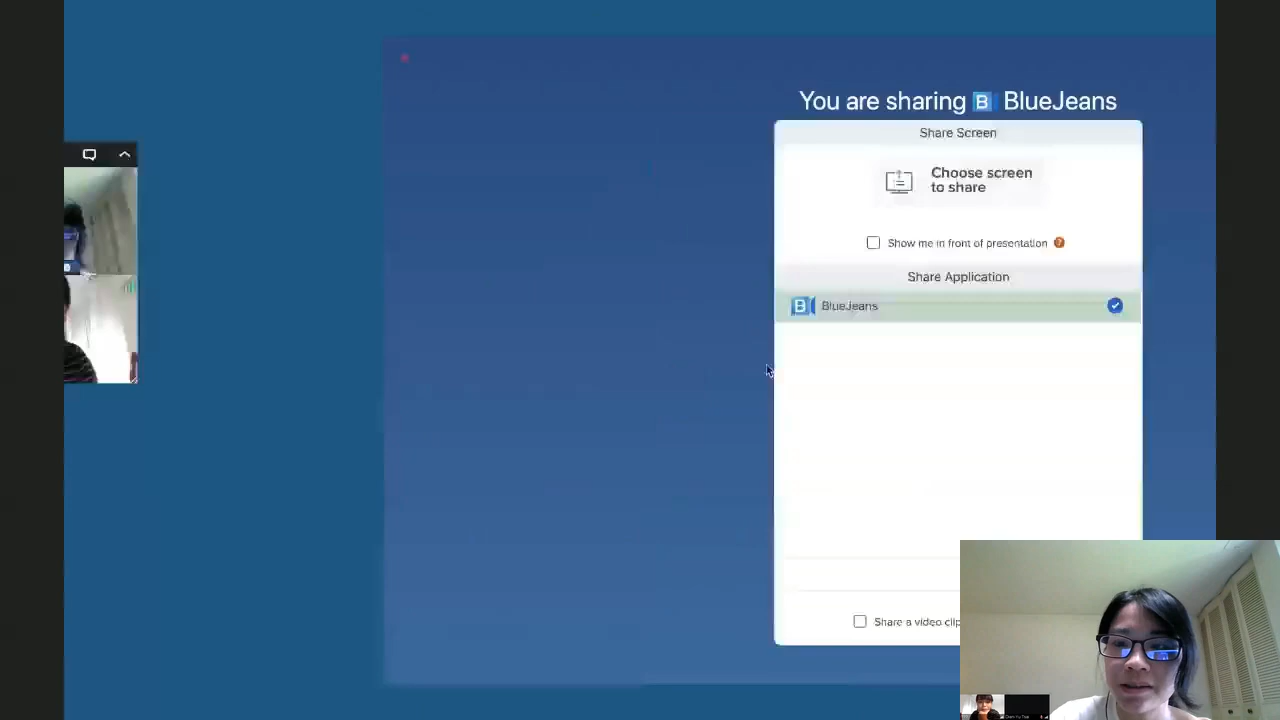 You are sharing B BlueJeans
Share Screen
Choose screen
to share
Show me in front of presentation ?
Share Application
B BlueJeans
Share a video clip